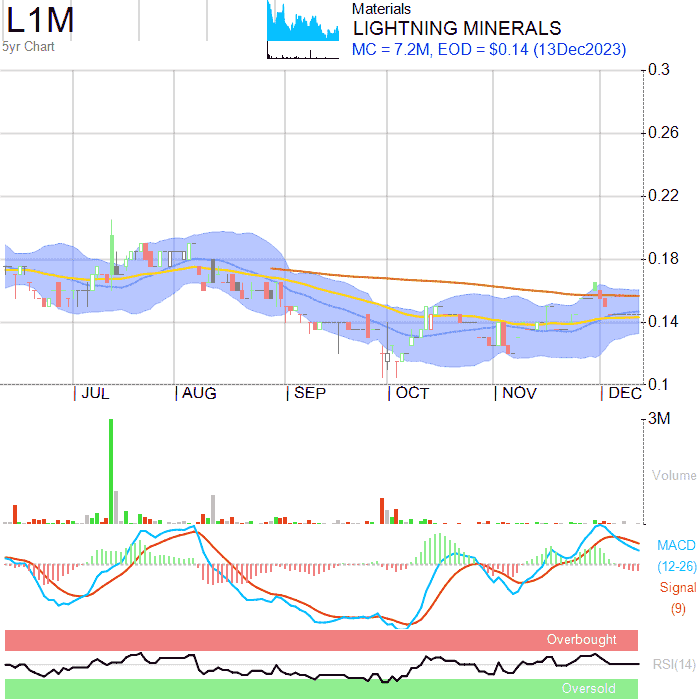 L1M
5yr Chart
Materials
LIGHTNING MINERALS
MC = 7.2M, EOD = $0.14 (13Dec2023)
0.3
0.26
0.22
0.18
0.14
0.1
JUL AUG SEP OCT NOV DEC
3M
Volume
MACD
(12-26)
Signal
(9)
Overbought
RSI(14)
Oversold